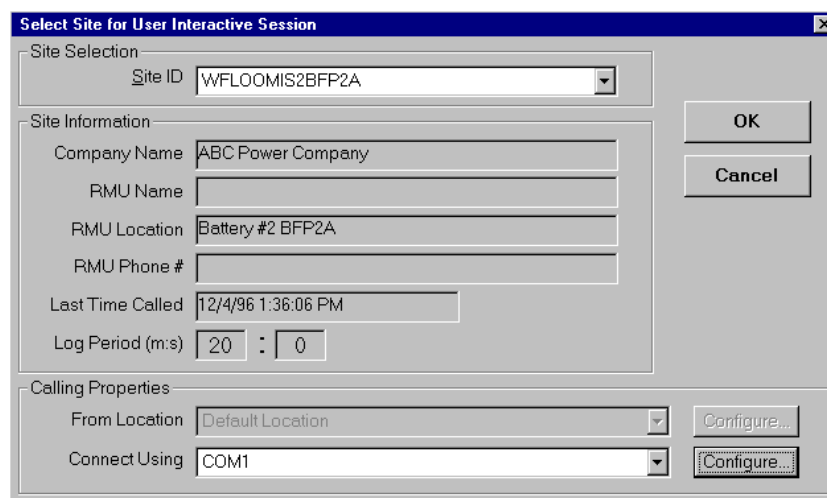 Select Site for User Interactive Session
Site Selection
Site ID WFLOOMIS2BFP2A
OK
Cancel
Site Information
Company Name ABC Power Company
RMU Name
RMU Location Battery #2 BFP2A
RMU Phone #
Last Time Called 12/4/96 1:36:06 PM
Log Period (m:s) 20 : 0
Calling Properties
From Location Default Location Configure...
Connect Using COM1 Configure...